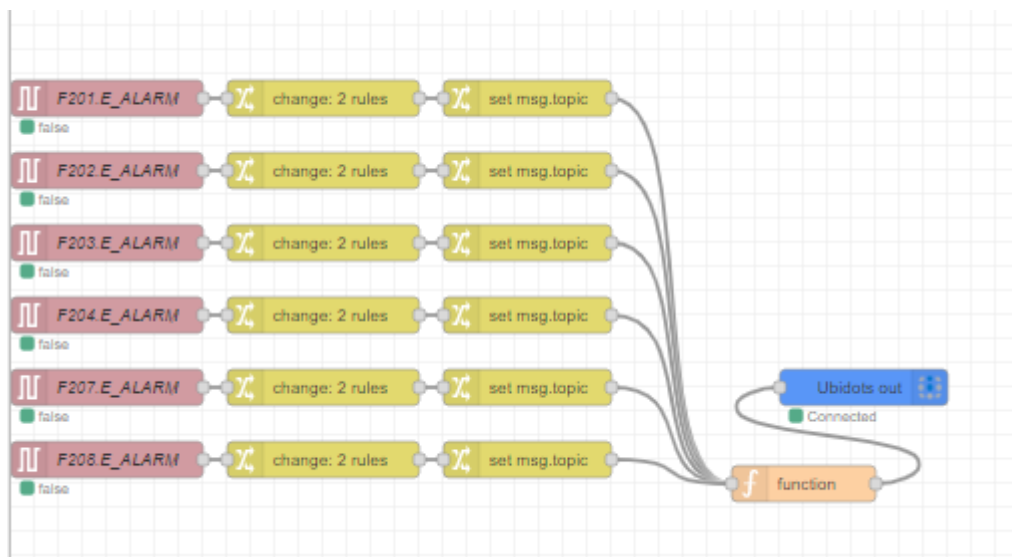 F201.E_ALARM change: 2 rules set msg.topic
false
F202.E_ALARM change: 2 rules set msg.topic
false
F203.E_ALARM change: 2 rules set msg.topic
false
F204.E_ALARM change: 2 rules set msg.topic
false
F207.E_ALARM change: 2 rules set msg.topic Ubidots out
false Connected
F208.E_ALARM change: 2 rules set msg.topic
function
false